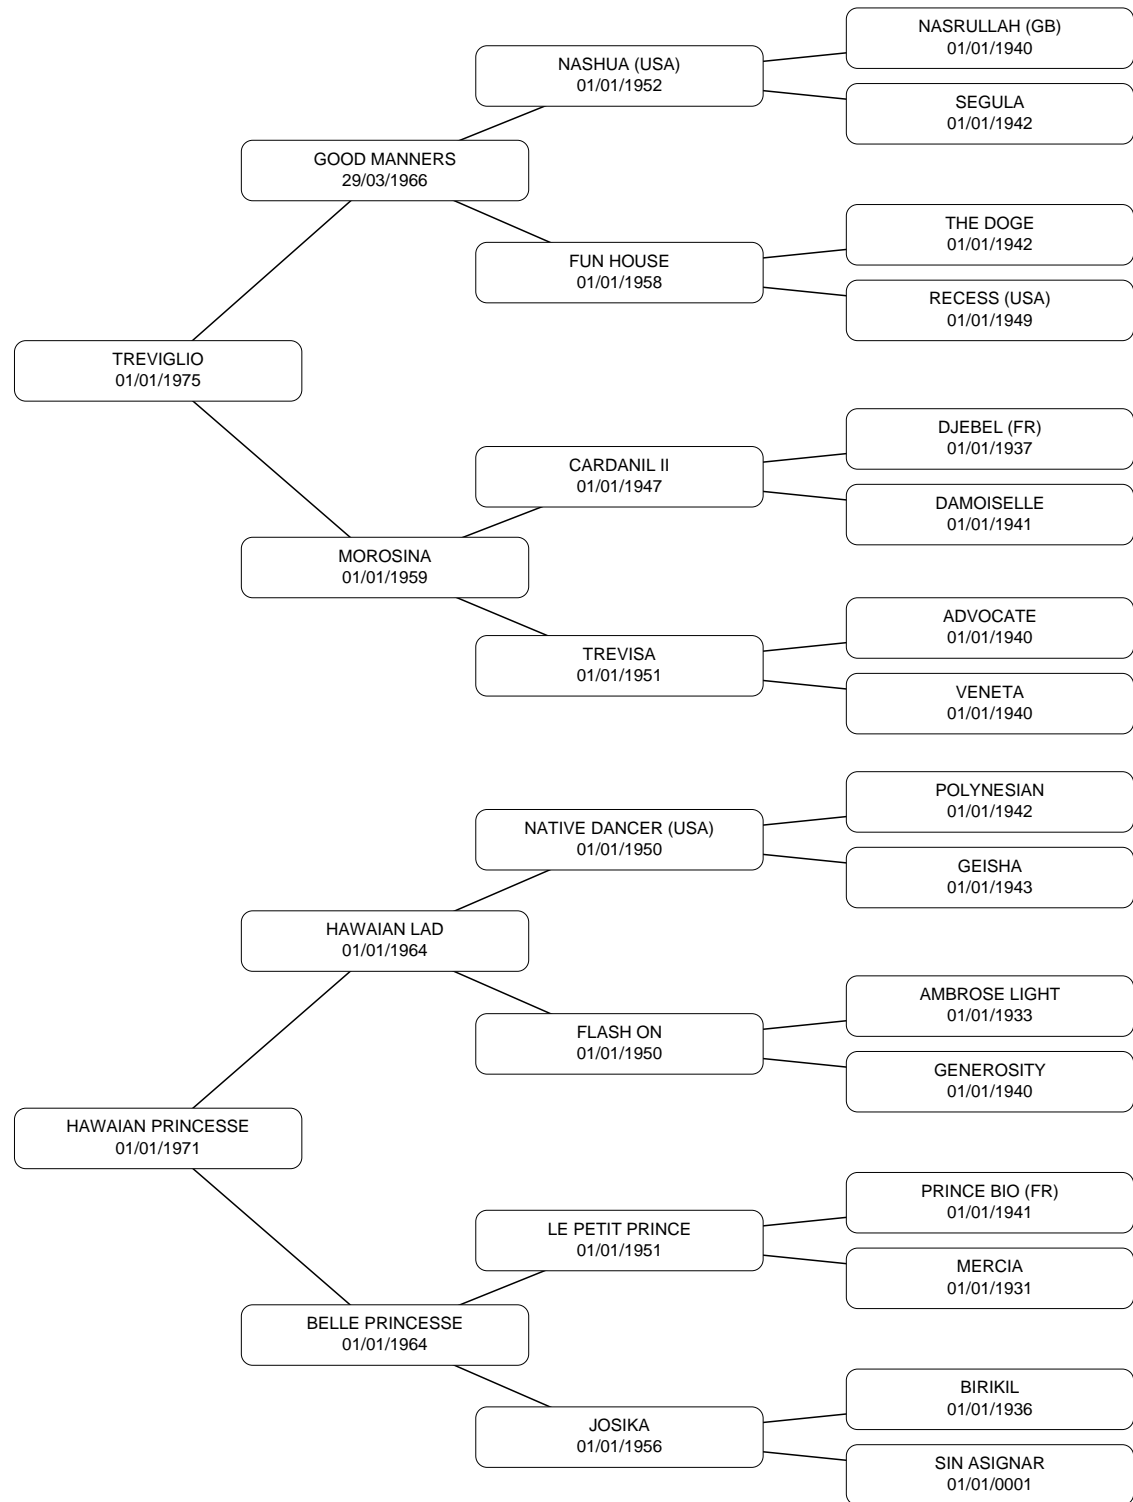 NASRULLAH (GB)
01/01/1940
NASHUA (USA)
01/01/1952
SEGULA
01/01/1942
GOOD MANNERS
29/03/1966
THE DOGE
01/01/1942
FUN HOUSE
01/01/1958
RECESS (USA)
01/01/1949
TREVIGLIO
01/01/1975
DJEBEL (FR)
01/01/1937
CARDANIL II
01/01/1947
DAMOISELLE
01/01/1941
MOROSINA
01/01/1959
ADVOCATE
01/01/1940
TREVISA
01/01/1951
VENETA
01/01/1940
POLYNESIAN
01/01/1942
NATIVE DANCER (USA)
01/01/1950
GEISHA
01/01/1943
HAWAIAN LAD
01/01/1964
AMBROSE LIGHT
01/01/1933
FLASH ON
01/01/1950
GENEROSITY
01/01/1940
HAWAIAN PRINCESSE
01/01/1971
PRINCE BIO (FR)
01/01/1941
LE PETIT PRINCE
01/01/1951
MERCIA
01/01/1931
BELLE PRINCESSE
01/01/1964
BIRIKIL
01/01/1936
JOSIKA
01/01/1956
SIN ASIGNAR
01/01/0001